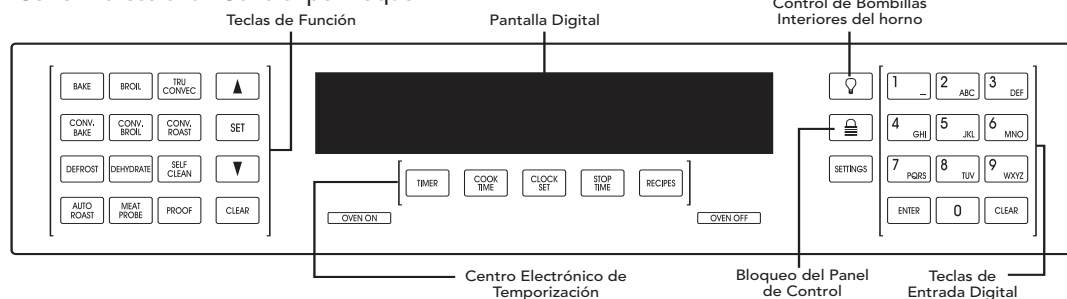 Teclas de Función
Pantalla Digital
Control de Bombillas
Interiores del horno
BAKE BROIL TRU CONVEC
CONV. BAKE CONV. BROIL CONV. ROAST SET
DEFROST DEHYDRATE SELF CLEAN
AUTO ROAST MEAT PROBE PROOF CLEAR
TIMER COOK TIME CLOCK SET STOP TIME RECIPES
OVEN ON OVEN OFF
SETTINGS
1 _ 2 ABC 3 DEF
4 GHI 5 JKL 6 MNO
7 PQRS 8 TUV 9 WXYZ
ENTER 0 CLEAR
Centro Electrónico de
Temporización
Bloqueo del Panel
de Control
Teclas de
Entrada Digital